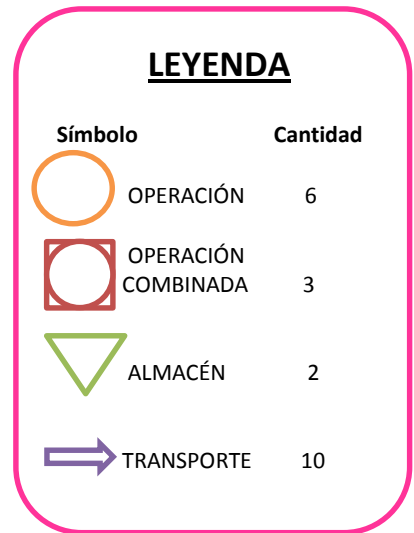 LEYENDA
Símbolo Cantidad
OPERACIÓN 6
OPERACIÓN
COMBINADA 3
ALMACÉN 2
TRANSPORTE 10